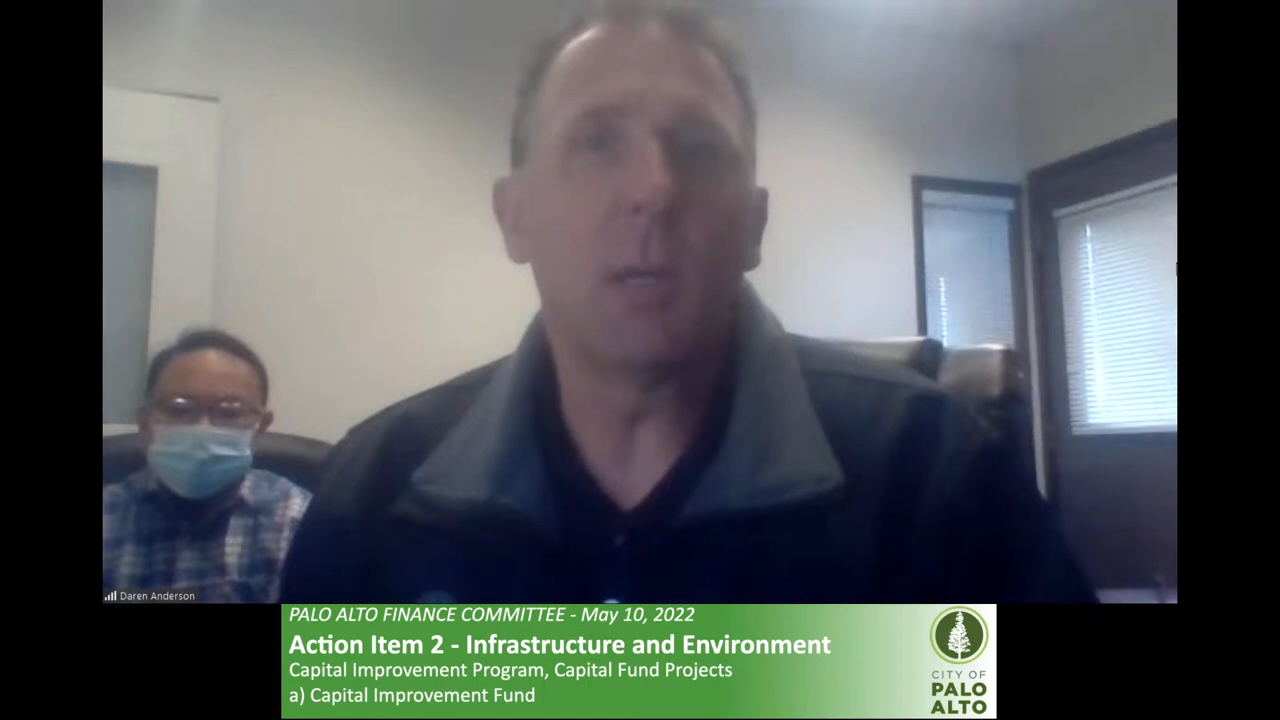 Daren Anderson
PALO ALTO FINANCE COMMITTEE - May 10, 2022
Action Item 2 - Infrastructure and Environment
Capital Improvement Program, Capital Fund Projects
a) Capital Improvement Fund
CITY OF
PALO
ALTO